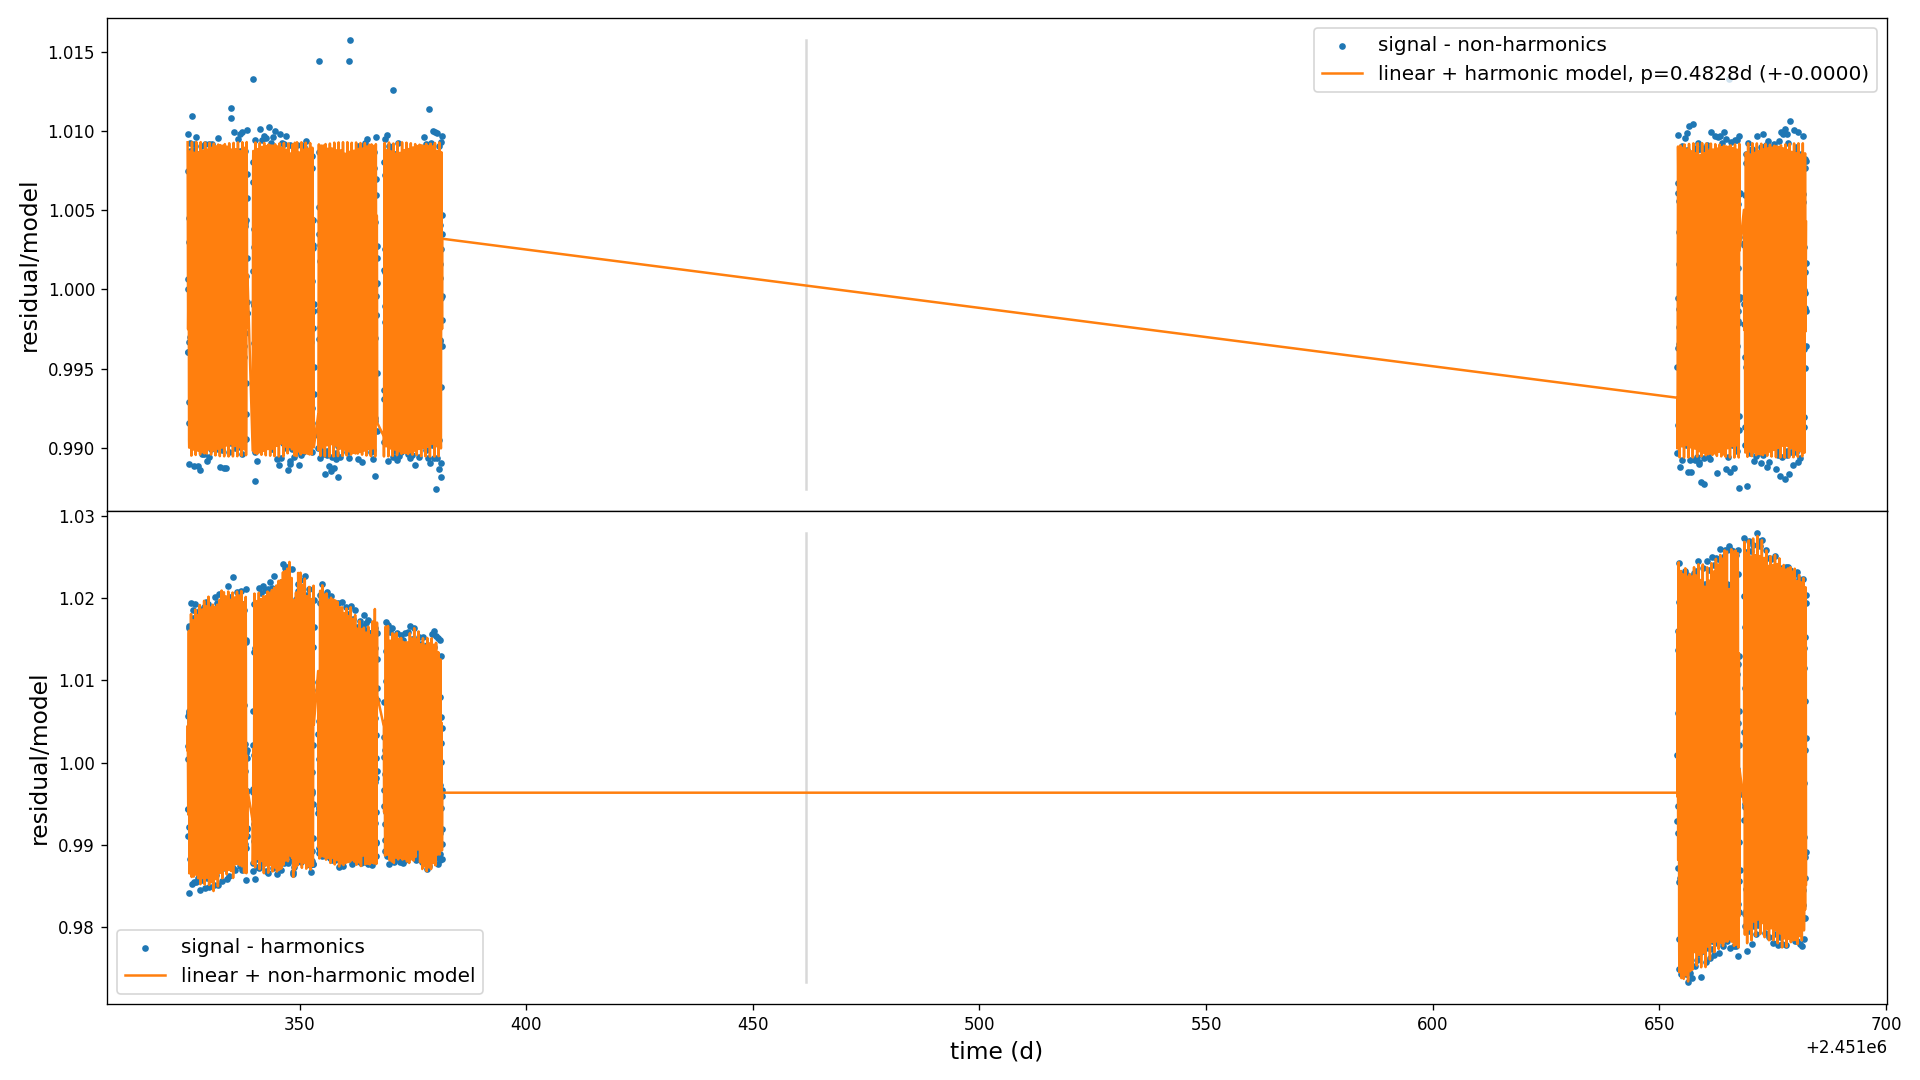 signal - non-harmonics
linear + harmonic model, p=0.4828d (+-0.0000)
residual/model
1.015
1.010
1.005
1.000
0.995
0.990
residual/model
1.03
1.02
1.01
1.00
0.99
0.98
signal - harmonics
linear + non-harmonic model
350
400
450
500
550
600
650
700
time (d)
+2.451e6